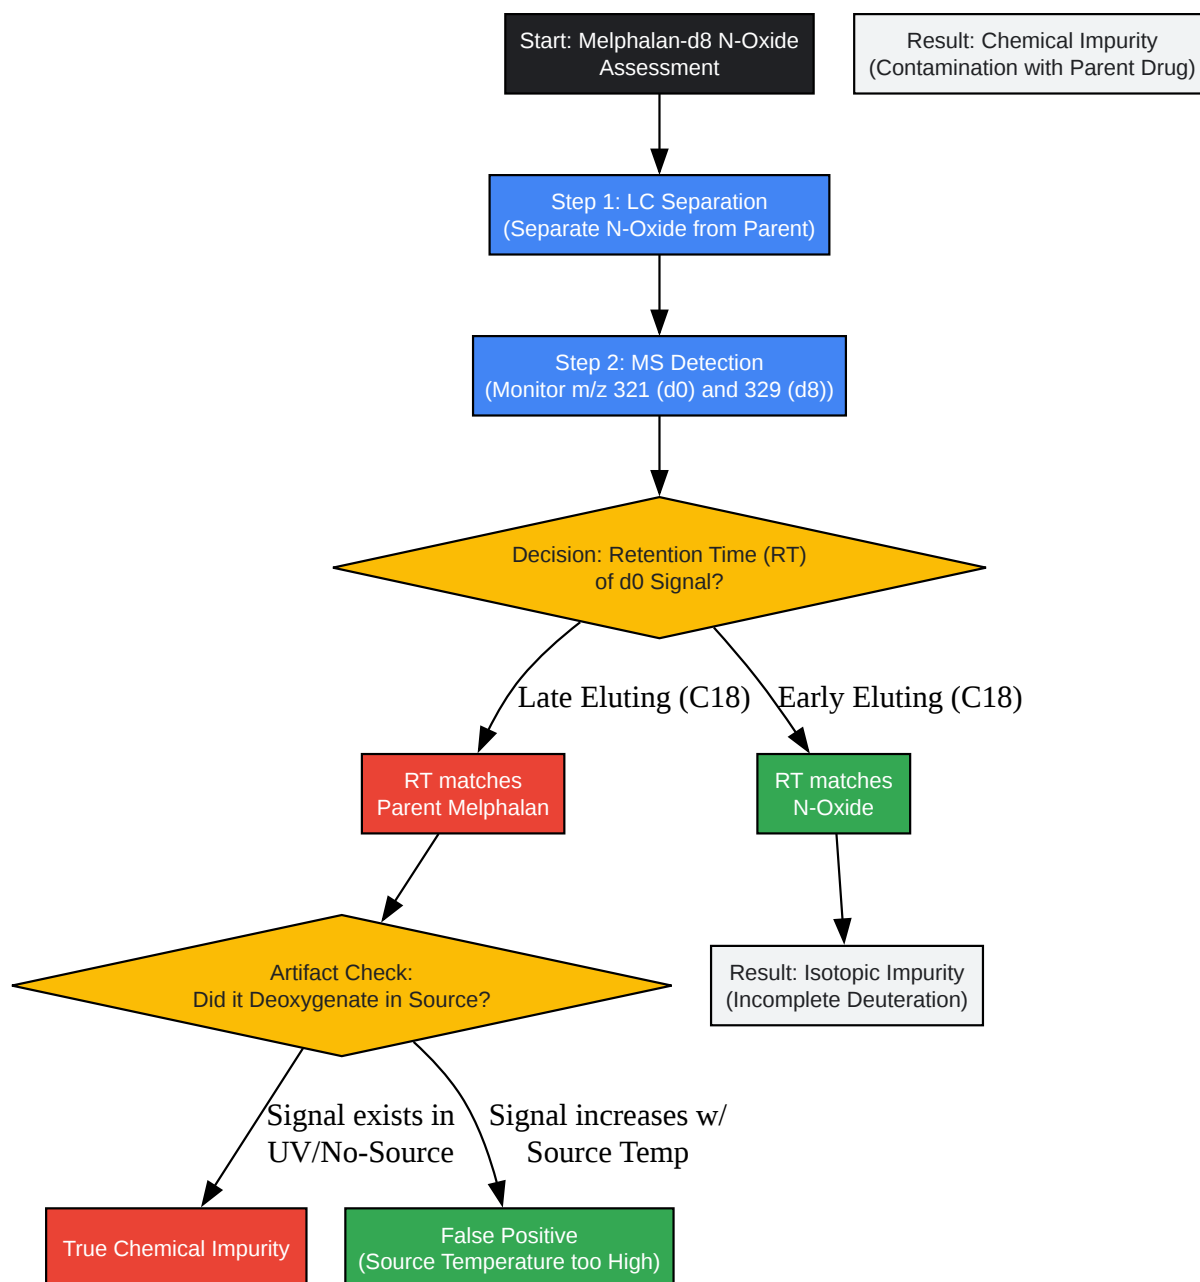 Start: Melphalan-d8 N-Oxide
Assessment
Result: Chemical Impurity
(Contamination with Parent Drug)
Step 1: LC Separation
(Separate N-Oxide from Parent)
Step 2: MS Detection
(Monitor m/z 321 (d0) and 329 (d8))
Decision: Retention Time (RT)
of d0 Signal?
Late Eluting (C18)
Early Eluting (C18)
RT matches
Parent Melphalan
RT matches
N-Oxide
Artifact Check:
Did it Deoxygenate in Source?
Result: Isotopic Impurity
(Incomplete Deuteration)
Signal exists in
UV/No-Source
Signal increases w/
Source Temp
True Chemical Impurity
False Positive
(Source Temperature too High)